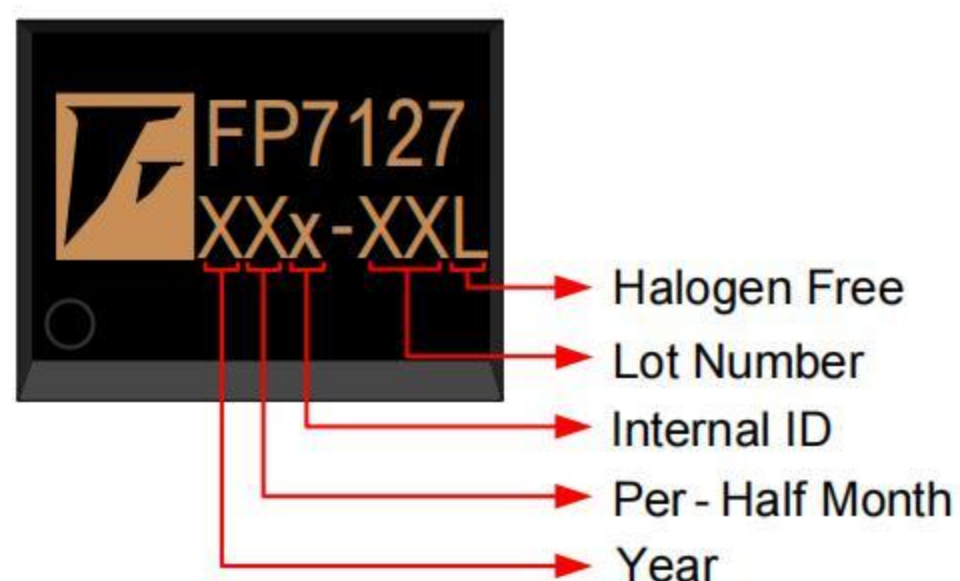 FP7127
XXx-XXL
Halogen Free
Lot Number
Internal ID
Per-Half Month
Year